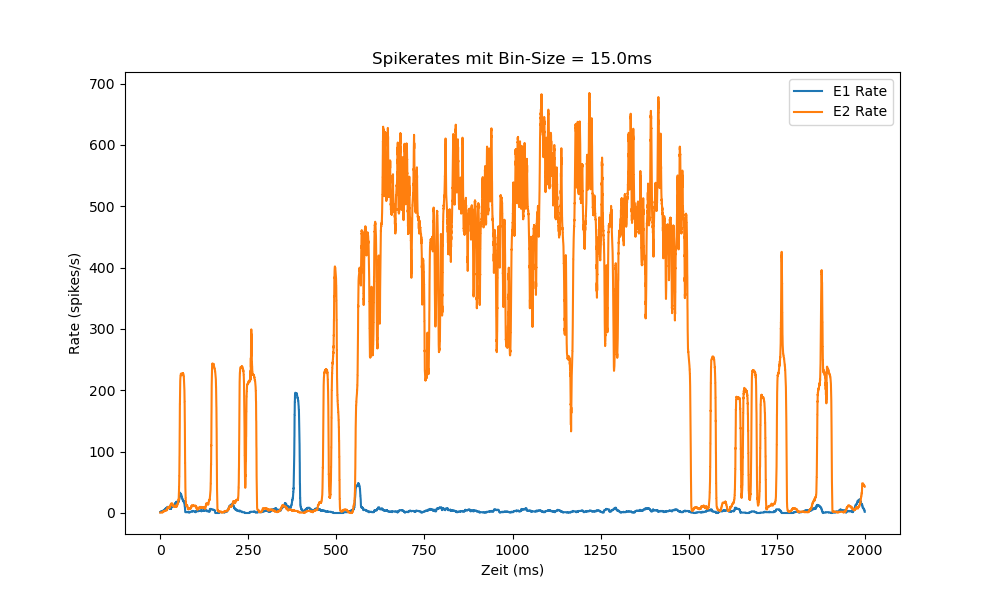 Spikerates mit Bin-Size = 15.0ms
E1 Rate
E2 Rate
700
600
500
400
300
200
100
0
Rate (spikes/s)
0 250 500 750 1000 1250 1500 1750 2000
Zeit (ms)